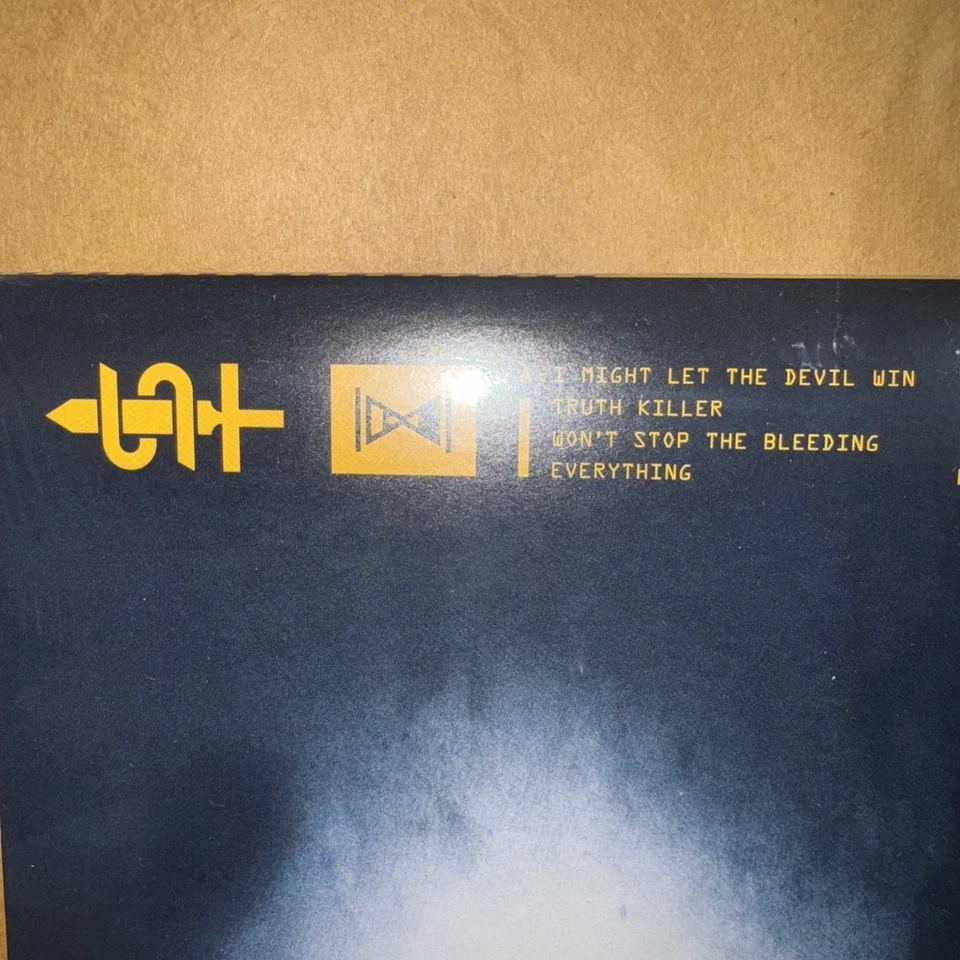 I MIGHT LET THE DEVIL WIN
TRUTH KILLER
WON'T STOP THE BLEEDING
EVERYTHING